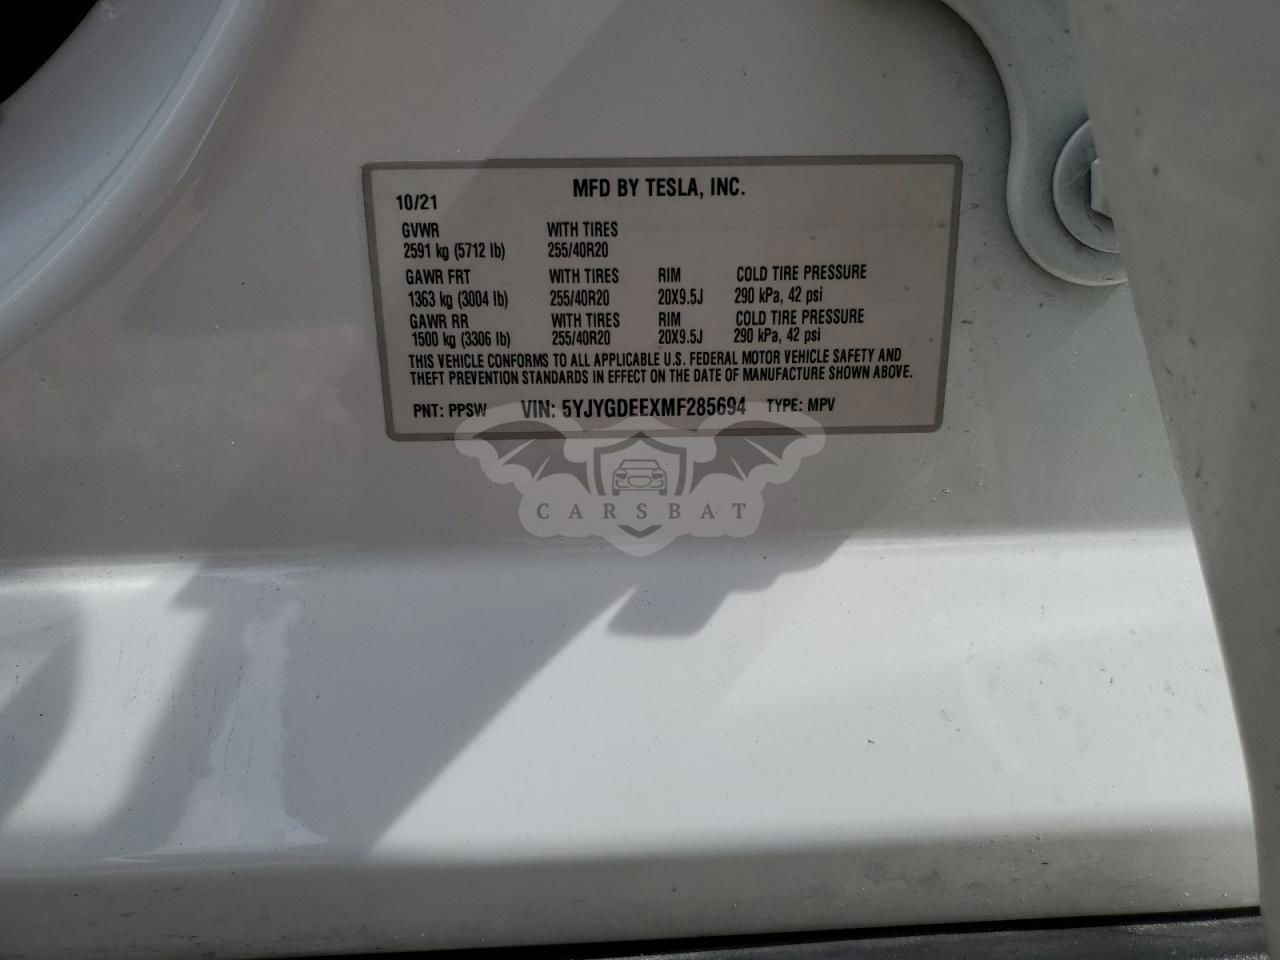 MFD BY TESLA, INC.
10/21
GVWR WITH TIRES
2591 kg (5712 lb) 255/40R20
GAWR FRT WITH TIRES RIM COLD TIRE PRESSURE
1363 kg (3004 lb) 255/40R20 20X9.5J 290 kPa, 42 psi
GAWR RR WITH TIRES RIM COLD TIRE PRESSURE
1500 kg (3306 lb) 255/40R20 20X9.5J 290 kPa, 42 psi
THIS VEHICLE CONFORMS TO ALL APPLICABLE U.S. FEDERAL MOTOR VEHICLE SAFETY AND
THEFT PREVENTION STANDARDS IN EFFECT ON THE DATE OF MANUFACTURE SHOWN ABOVE.
PNT: PPSW VIN: 5YJYGDEEXMF285694 TYPE: MPV
CARSBAT